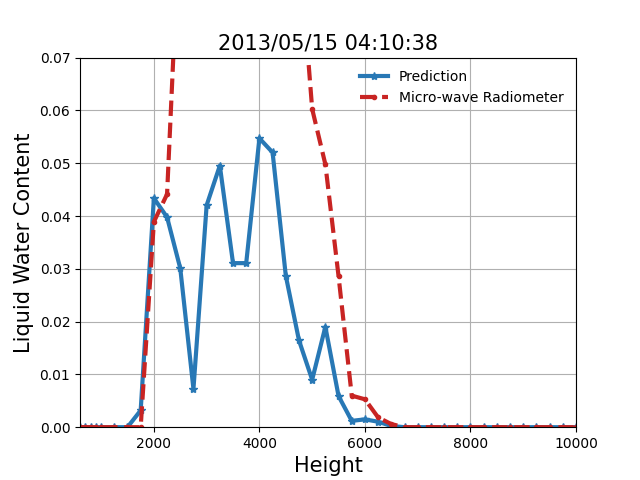 2013/05/15 04:10:38
0.07
0.06
0.05
0.04
0.03
0.02
0.01
0.00
Liquid Water Content
Prediction
Micro-wave Radiometer
2000 4000 6000 8000 10000
Height